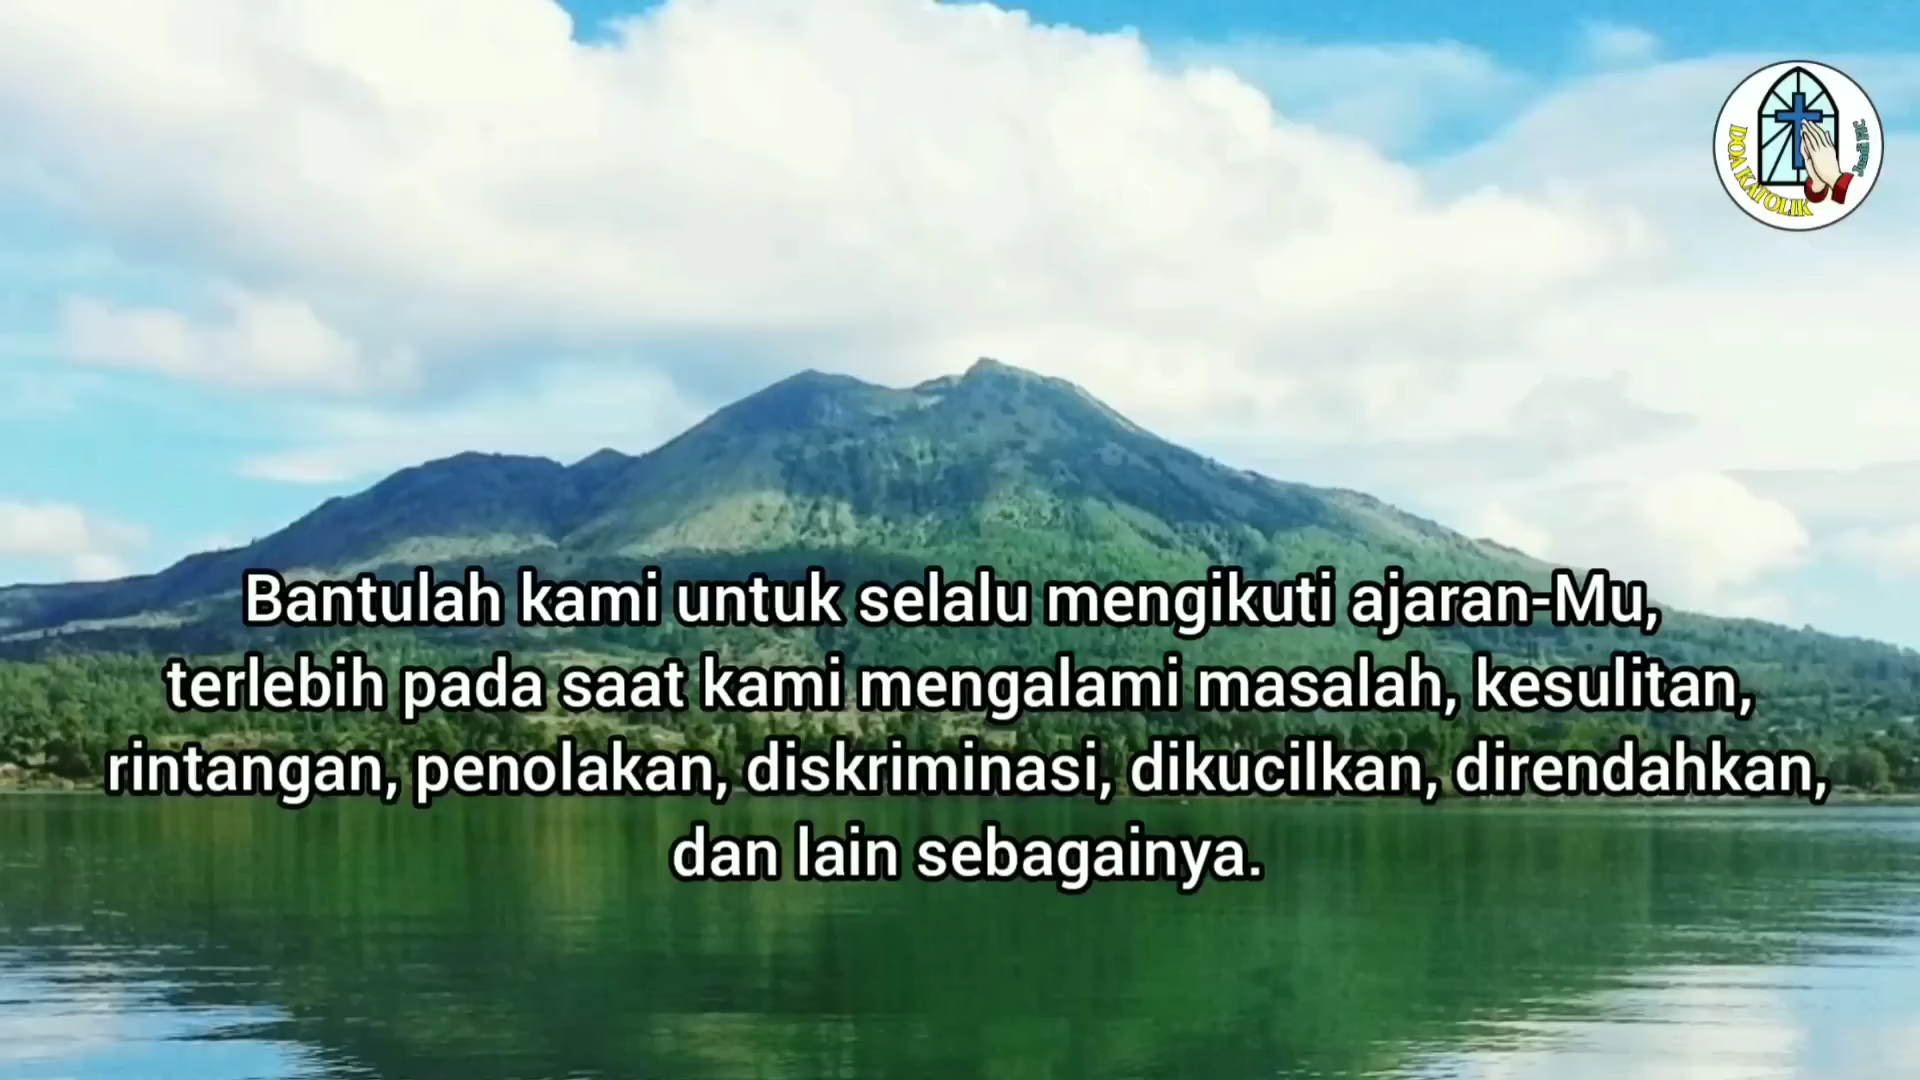 DOA KATOLIK
Bantulah kami untuk selalu mengikuti ajaran-Mu,
terlebih pada saat kami mengalami masalah, kesulitan,
rintangan, penolakan, diskriminasi, dikucilkan, direndahkan,
dan lain sebagainya.